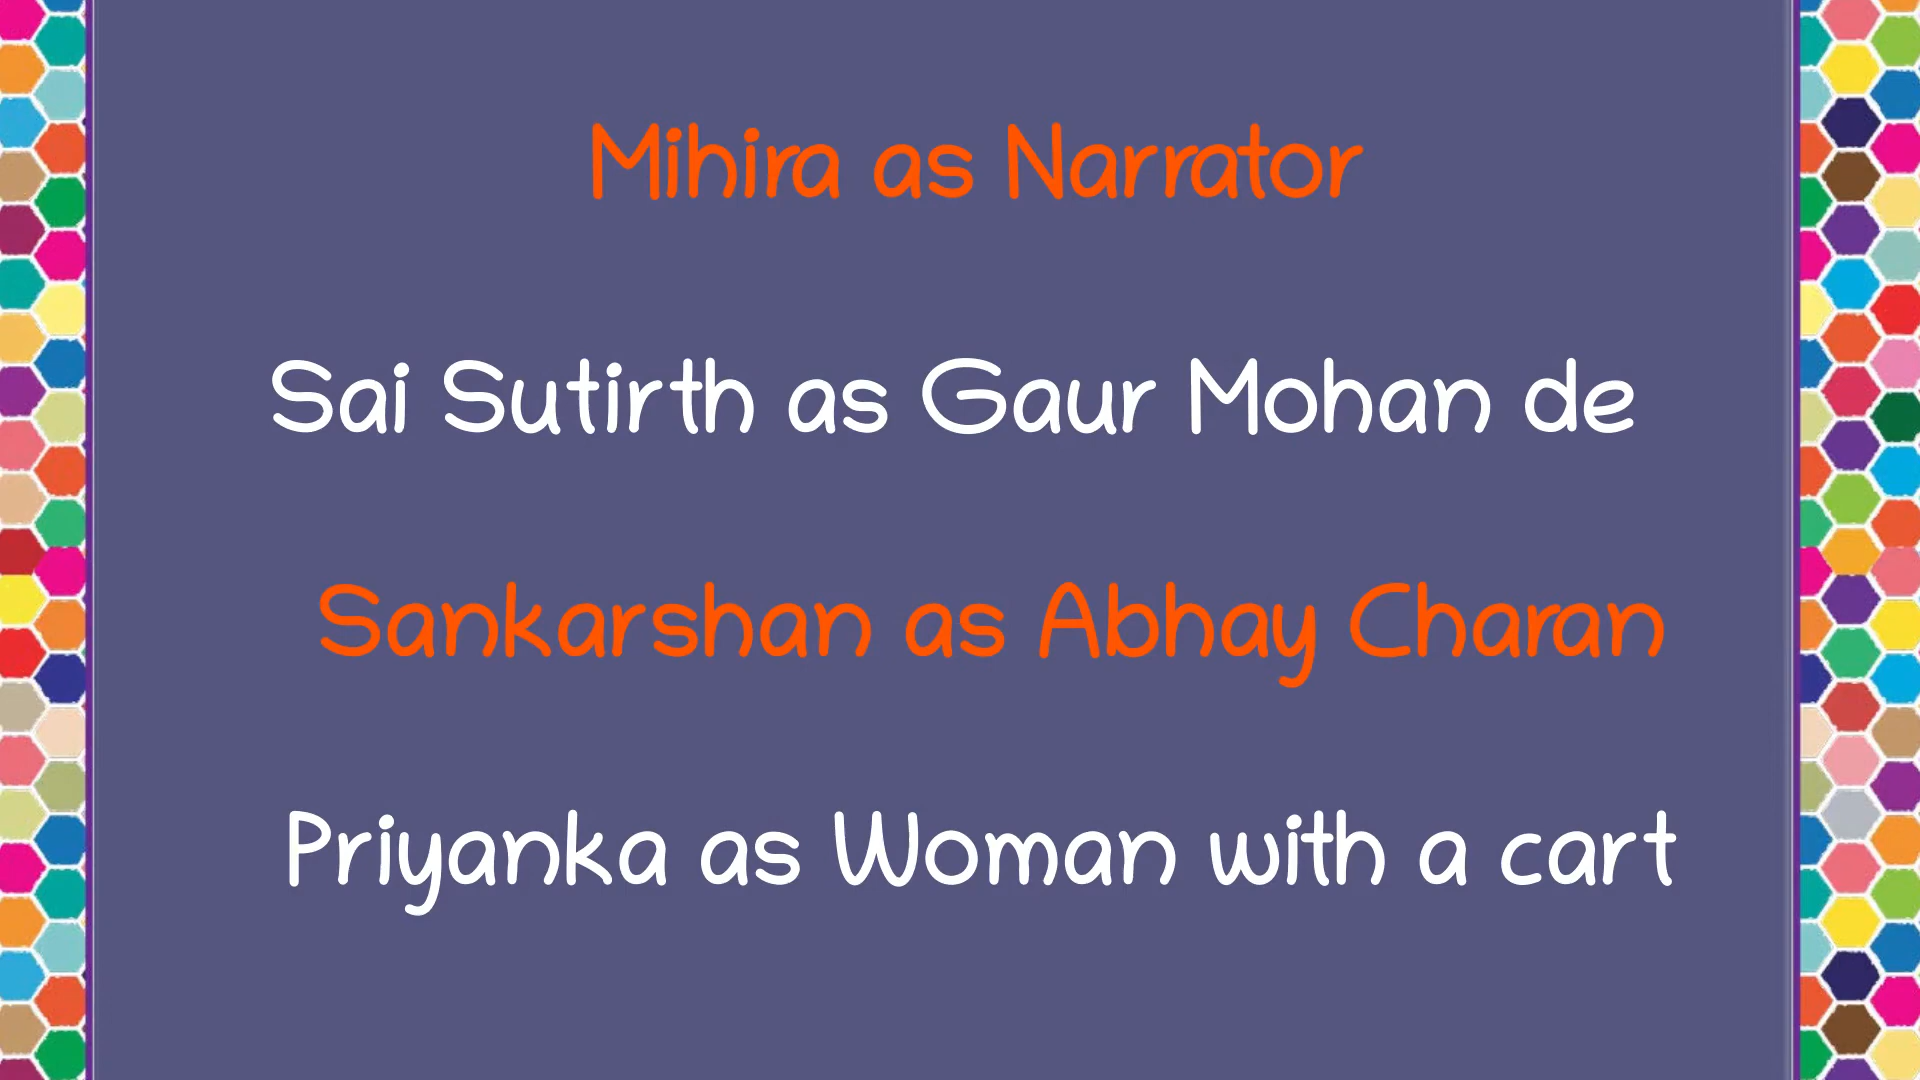 Mihira as Narrator
Sai Sutirth as Gaur Mohan de
Sankarshan as Abhay Charan
Priyanka as Woman with a cart